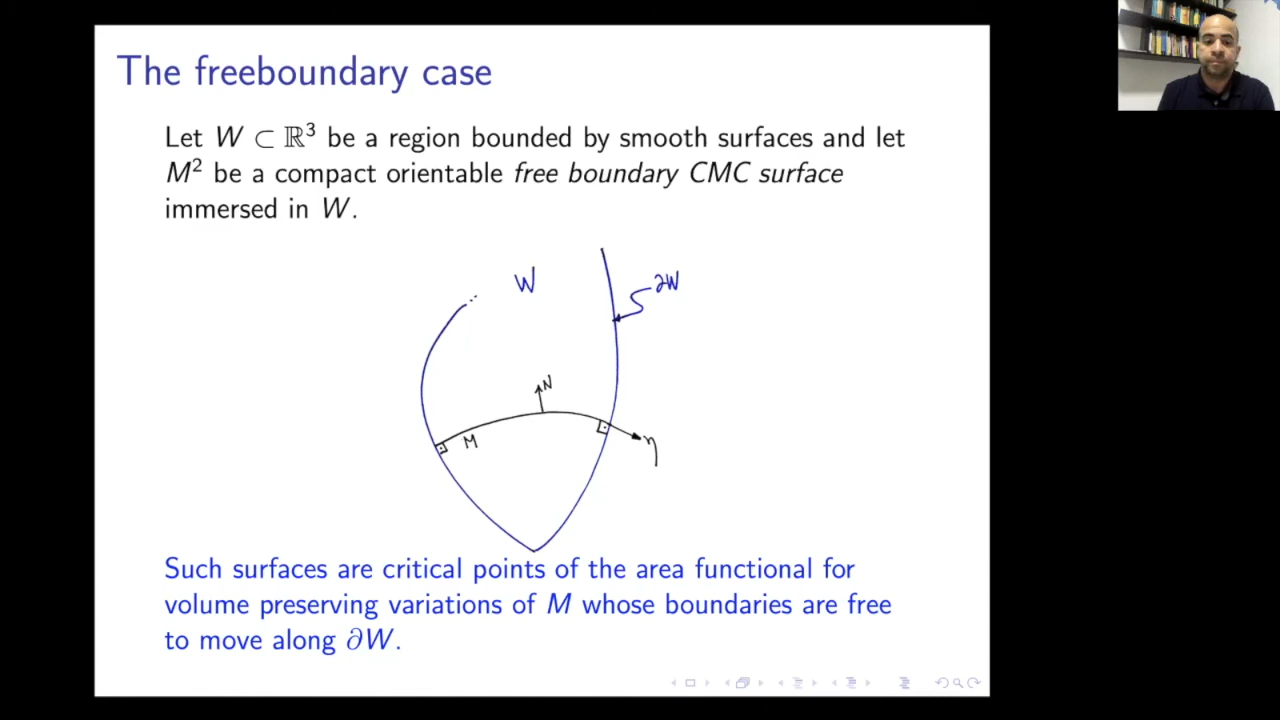 The freeboundary case
Let W ⊂ ℝ³ be a region bounded by smooth surfaces and let
M² be a compact orientable free boundary CMC surface
immersed in W.
W
∂W
N
M
η
Such surfaces are critical points of the area functional for
volume preserving variations of M whose boundaries are free
to move along ∂W.